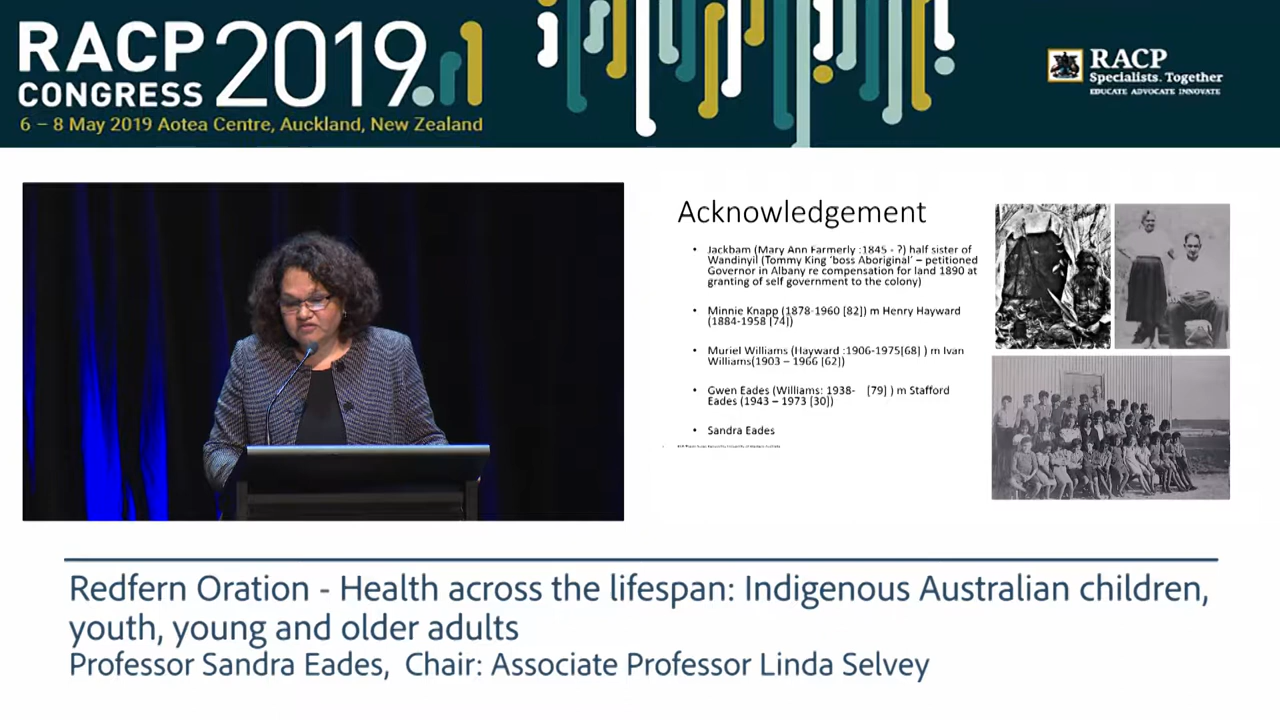 RACP
CONGRESS
2019
6 – 8 May 2019 Aotea Centre, Auckland, New Zealand
RACP
Specialists. Together
EDUCATE ADVOCATE INNOVATE
Acknowledgement
• Jackbam (Mary Ann Farmerly :1845 - ?) half sister of
Wandinyil (Tommy King 'boss Aboriginal' – petitioned
Governor in Albany re compensation for land 1890 at
granting of self government to the colony)
• Minnie Knapp (1878-1960 [82]) m Henry Hayward
(1884-1958 [74])
• Muriel Williams (Hayward :1906-1975[68] ) m Ivan
Williams(1903 – 1966 [62])
• Gwen Eades (Williams: 1938- [79] ) m Stafford
Eades (1943 – 1973 [30])
• Sandra Eades
Redfern Oration - Health across the lifespan: Indigenous Australian children,
youth, young and older adults
Professor Sandra Eades, Chair: Associate Professor Linda Selvey